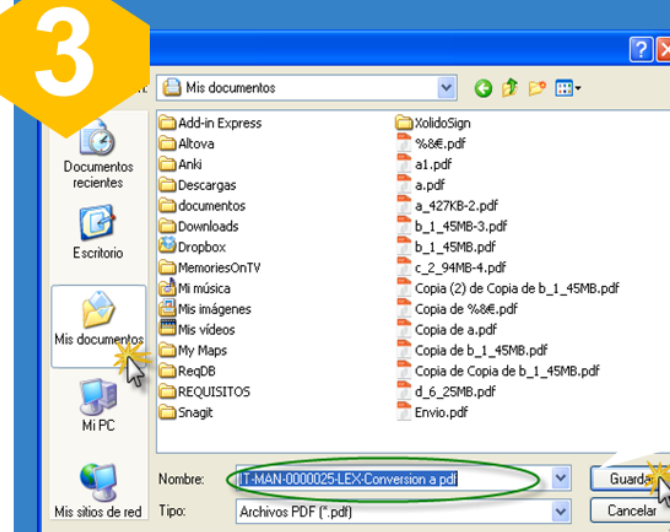 3
Mis documentos
Documentos
recientes
Escritorio
Mis documentos
Mi PC
Mis sitios de red
Add-in Express
Altova
Anki
Descargas
documentos
Downloads
Dropbox
MemoriesOnTV
Mi música
Mis imágenes
Mis vídeos
My Maps
ReqDB
REQUISITOS
Snagit
XolidoSign
%&€.pdf
a1.pdf
a.pdf
a_427KB-2.pdf
b_1_45MB-3.pdf
b_1_45MB.pdf
c_2_94MB-4.pdf
Copia (2) de Copia de b_1_45MB.pdf
Copia de %&€.pdf
Copia de a.pdf
Copia de b_1_45MB.pdf
Copia de Copia de b_1_45MB.pdf
d_6_25MB.pdf
Envio.pdf
Nombre: IT-MAN-0000025-LEX-Conversion a pdf
Guardar
Tipo: Archivos PDF (*.pdf)
Cancelar